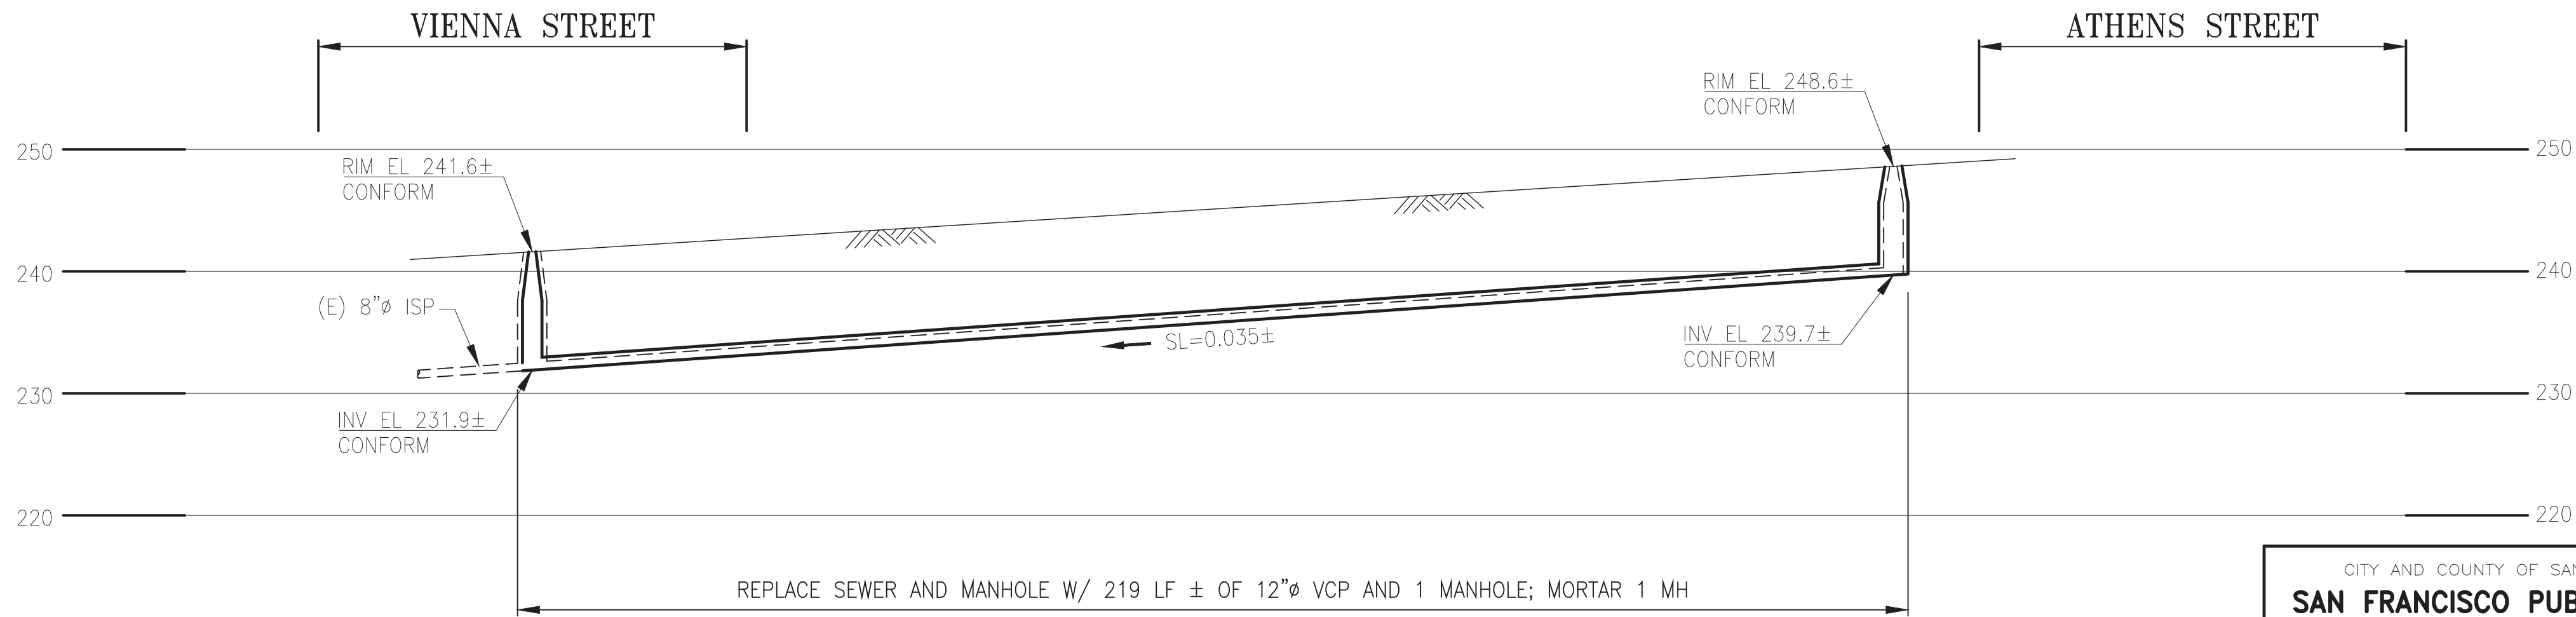 VIENNA STREET
ATHENS STREET
RIM EL 248.6±
CONFORM
250
250
RIM EL 241.6±
CONFORM
240
240
(E) 8"ø ISP
SL=0.035±
INV EL 239.7±
CONFORM
230
230
INV EL 231.9±
CONFORM
220
220
REPLACE SEWER AND MANHOLE W/ 219 LF ± OF 12"ø VCP AND 1 MANHOLE; MORTAR 1 MH
CITY AND COUNTY OF SAN
SAN FRANCISCO PUB